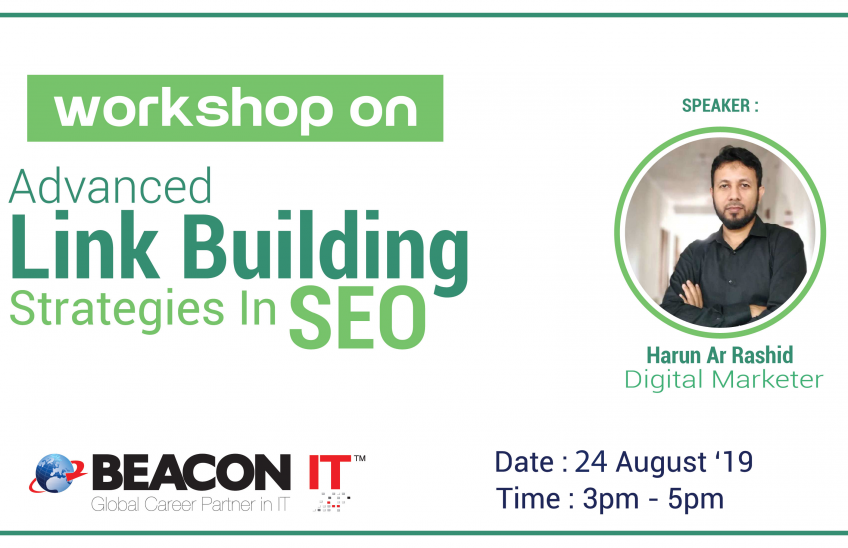 workshop on
Advanced
Link Building
Strategies In SEO
SPEAKER :
Harun Ar Rashid
Digital Marketer
BEACON IT™
Global Career Partner in IT
Date : 24 August ‘19
Time : 3pm - 5pm